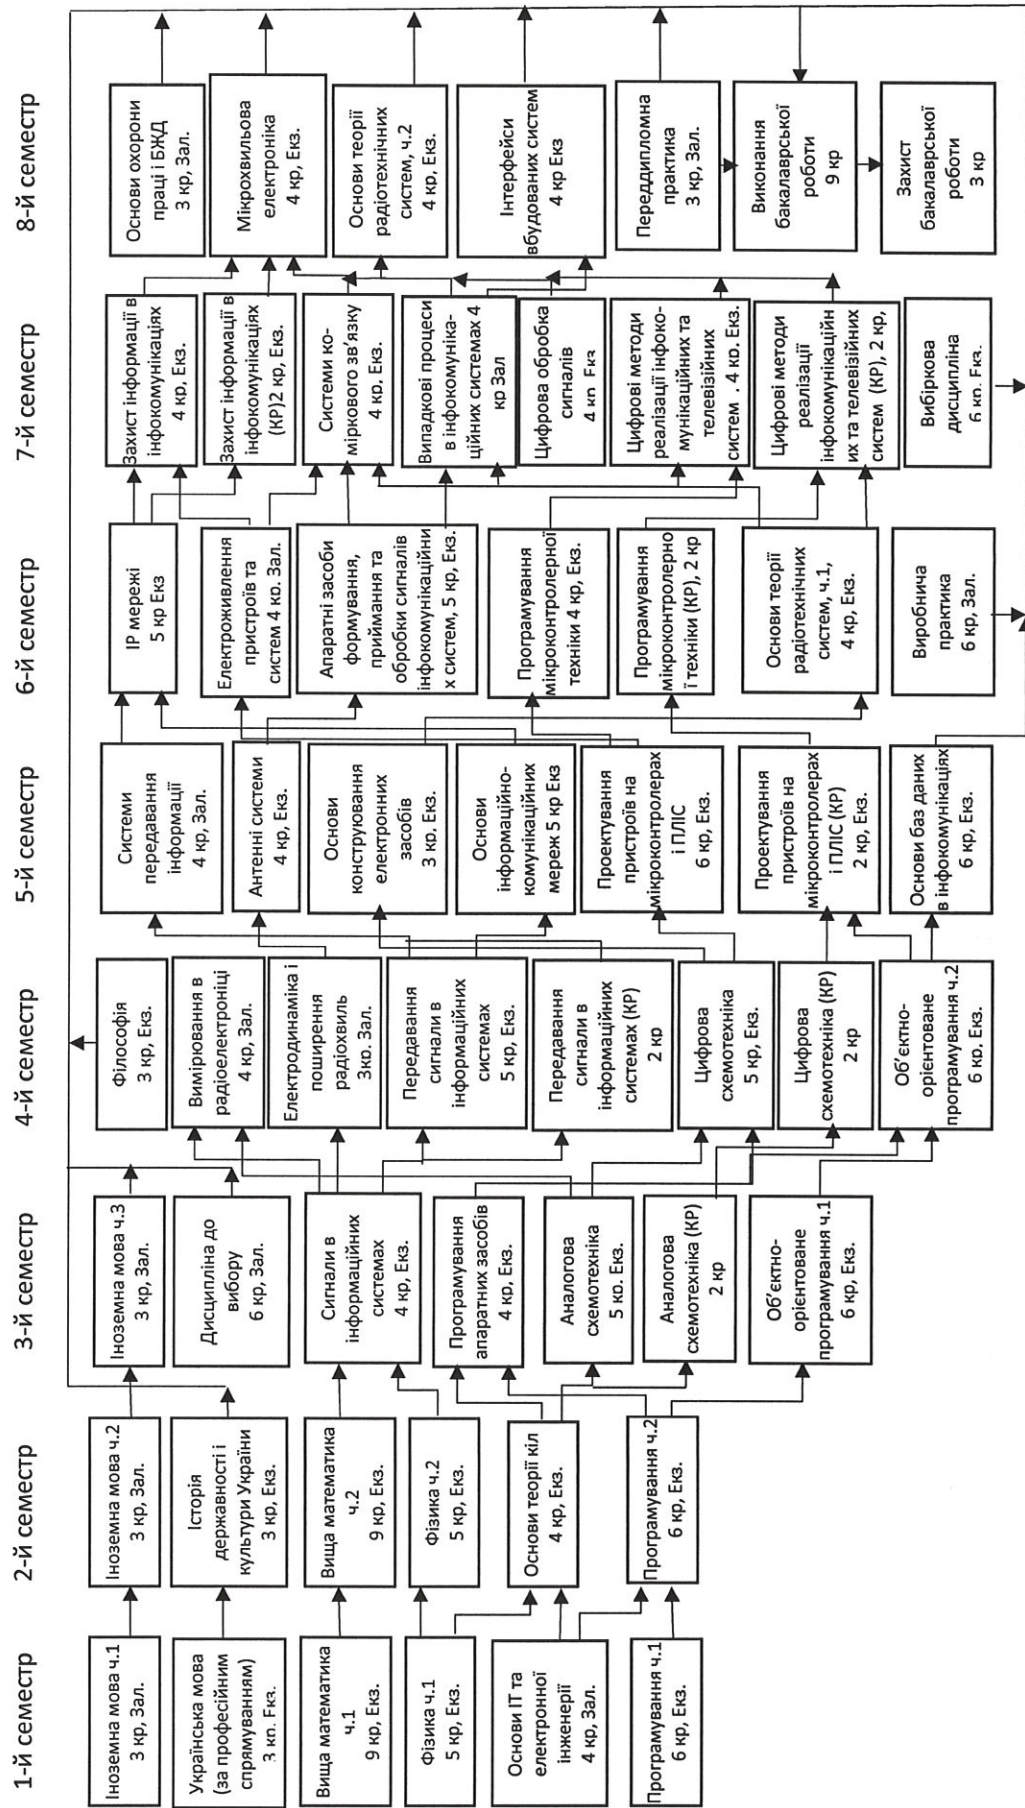 1-й семестр
Іноземна мова ч.1
3 кр, Зал.
Українська мова
(за професійним
спрямуванням)
3 кп. Екз.
Вища математика
ч.1
9 кр, Екз.
Фізика ч.1
5 кр, Екз.
Основи ІТ та
електронної
інженерії
4 кр, Зал.
Програмування ч.1
6 кр, Екз.
2-й семестр
Іноземна мова ч.2
3 кр, Зал.
Історія
державності і
культури України
3 кр, Екз.
Вища математика
ч.2
9 кр, Екз.
Фізика ч.2
5 кр, Екз.
Основи теорії кіл
4 кр, Екз.
Програмування ч.2
6 кр, Екз.
3-й семестр
Іноземна мова ч.3
3 кр, Зал.
Дисципліна до
вибору
6 кр, Зал.
Сигнали в
інформаційних
системах
4 кр, Екз.
Програмування
апаратних засобів
4 кр, Екз.
Аналогова
схемотехніка
5 кр. Екз.
Аналогова
схемотехніка (КР)
2 кр
Об’єктно-
орієнтоване
програмування ч.1
6 кр, Екз.
4-й семестр
Філософія
3 кр, Екз.
Вимірювання в
радіоелектроніці
4 кр, Зал.
Електродинаміка і
поширення
радіохвиль
3кр. Зал.
Передавання
сигнали в
інформаційних
системах
5 кр, Екз.
Передавання
сигнали в
інформаційних
системах (КР)
2 кр
Цифрова
схемотехніка
5 кр, Екз.
Цифрова
схемотехніка (КР)
2 кр
Об’єктно-
орієнтоване
програмування ч.2
6 кр, Екз.
5-й семестр
Системи
передавання
інформації
4 кр, Зал.
Антенні системи
4 кр, Екз.
Основи
конструювання
електронних
засобів
3 кр, Екз.
Основи
інформаційно-
комунікаційних
мереж 5 кр Екз
Проектування
пристроїв на
мікроконтролерах
і ПЛІС
6 кр, Екз.
Проектування
пристроїв на
мікроконтролерах
і ПЛІС (КР)
2 кр, Екз.
Основи баз даних
в інфокомунікаціях
6 кр, Екз.
6-й семестр
ІР мережі
5 кр Екз
Електроживлення
пристроїв та
систем 4 кр. Зал.
Апаратні засоби
формування,
приймання та
обробки сигналів
інфокомунікаційни
х систем, 5 кр, Екз.
Програмування
мікроконтролерної
техніки 4 кр, Екз.
Програмування
мікроконтролерно
ї техніки (КР), 2 кр
Основи теорії
радіотехнічних
систем, ч.1,
4 кр, Екз.
Виробнича
практика
6 кр, Зал.
7-й семестр
Захист інформації в
інфокомунікаціях
4 кр, Екз.
Захист інформації в
інфокомунікаціях
(КР)2 кр, Екз.
Системи ко-
міркового зв’язку
4 кр. Екз.
Випадкові процеси
в інфокомуніка-
ційних системах 4
кр Зал
Цифрова обробка
сигналів
4 кп Екз
Цифрові методи
реалізації інфоко-
мунікаційних та
телевізійних
систем . 4 кр. Екз.
Цифрові методи
реалізації
інфокомунікаційн
их та телевізійних
систем (КР), 2 кр,
Вибіркова
дисципліна
6 кп. Екз.
8-й семестр
Основи охорони
праці і БЖД
3 кр, Зал.
Мікрохвильова
електроніка
4 кр, Екз.
Основи теорії
радіотехнічних
систем, ч.2
4 кр, Екз.
Інтерфейси
вбудованих систем
4 кр Екз
Переддипломна
практика
3 кр, Зал.
Виконання
бакалаврської
роботи
9 кр
Захист
бакалаврської
роботи
3 кр